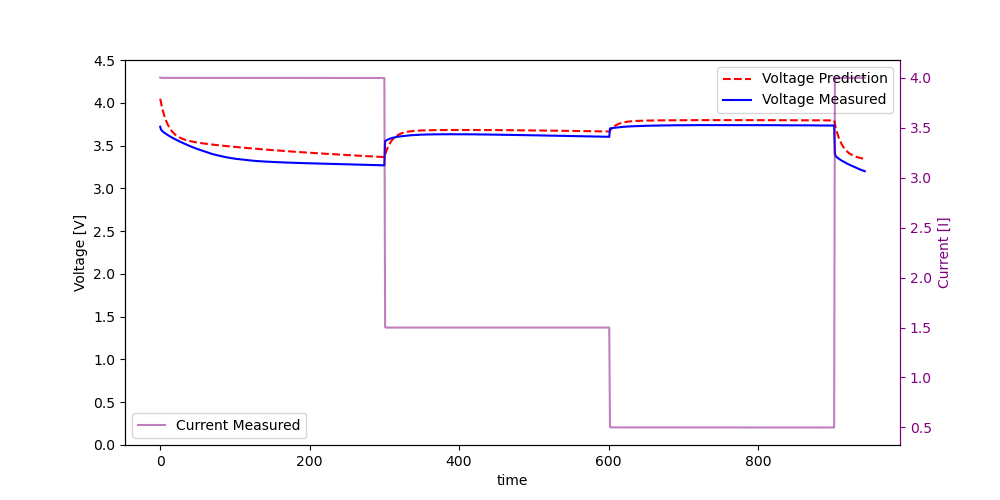 Voltage [V]
4.5
4.0
3.5
3.0
2.5
2.0
1.5
1.0
0.5
0.0
Voltage Prediction
Voltage Measured
Current Measured
4.0
3.5
3.0
2.5
2.0
1.5
1.0
0.5
Current [I]
0 200 400 600 800
time